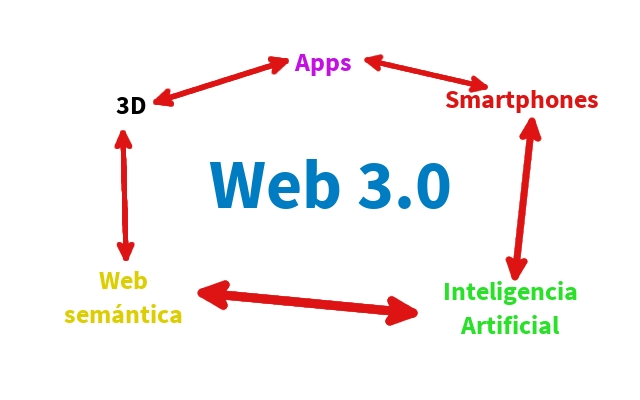 Apps
3D
Smartphones
Web 3.0
Web
semántica
Inteligencia
Artificial